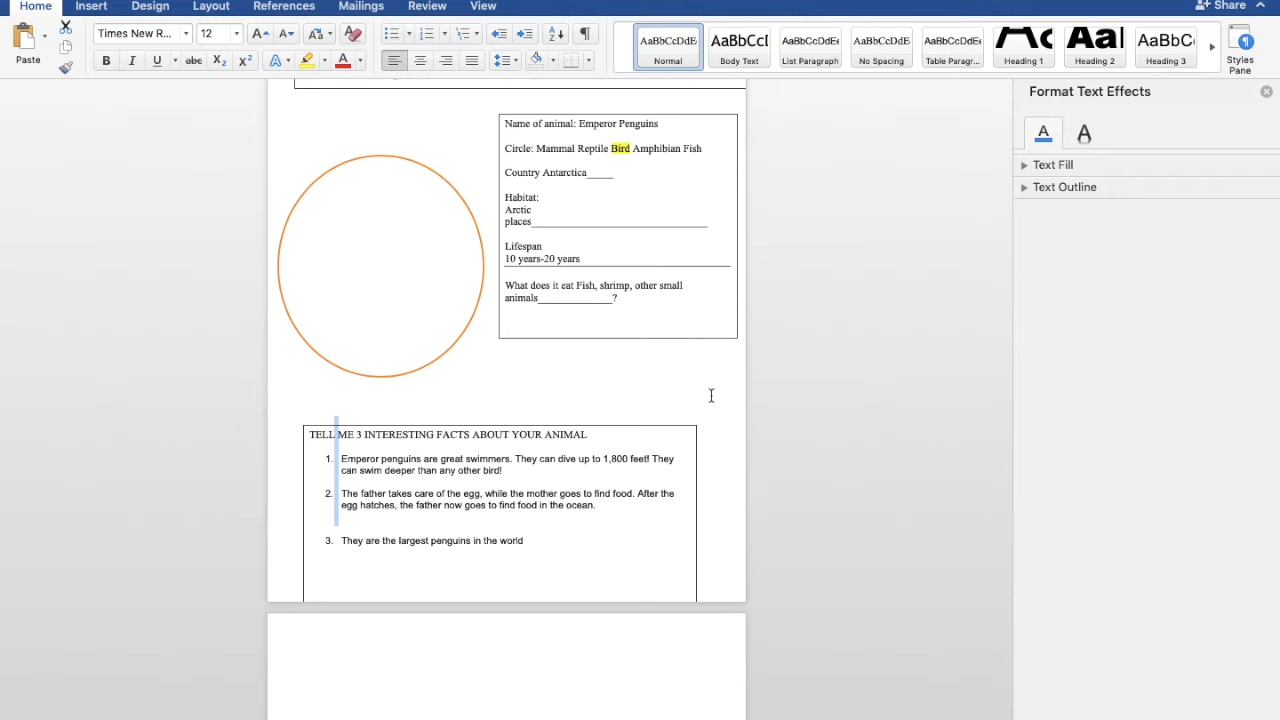 Home Insert Design Layout References Mailings Review View Share
Paste
Times New R... 12
AaBbCcDdE AaBbCcI AaBbCcDdEe AaBbCcDdE AaBbCcDdEe AaBbC
Normal Body Text List Paragraph No Spacing Table Paragr... Heading 1 Heading 2 Heading 3 Styles Pane
Format Text Effects
Text Fill
Text Outline
Name of animal: Emperor Penguins
Circle: Mammal Reptile Bird Amphibian Fish
Country Antarctica_____
Habitat:
Arctic
places______________________________
Lifespan
10 years-20 years
What does it eat Fish, shrimp, other small
animals_____________?
TELL ME 3 INTERESTING FACTS ABOUT YOUR ANIMAL
1. Emperor penguins are great swimmers. They can dive up to 1,800 feet! They
can swim deeper than any other bird!
2. The father takes care of the egg, while the mother goes to find food. After the
egg hatches, the father now goes to find food in the ocean.
3. They are the largest penguins in the world